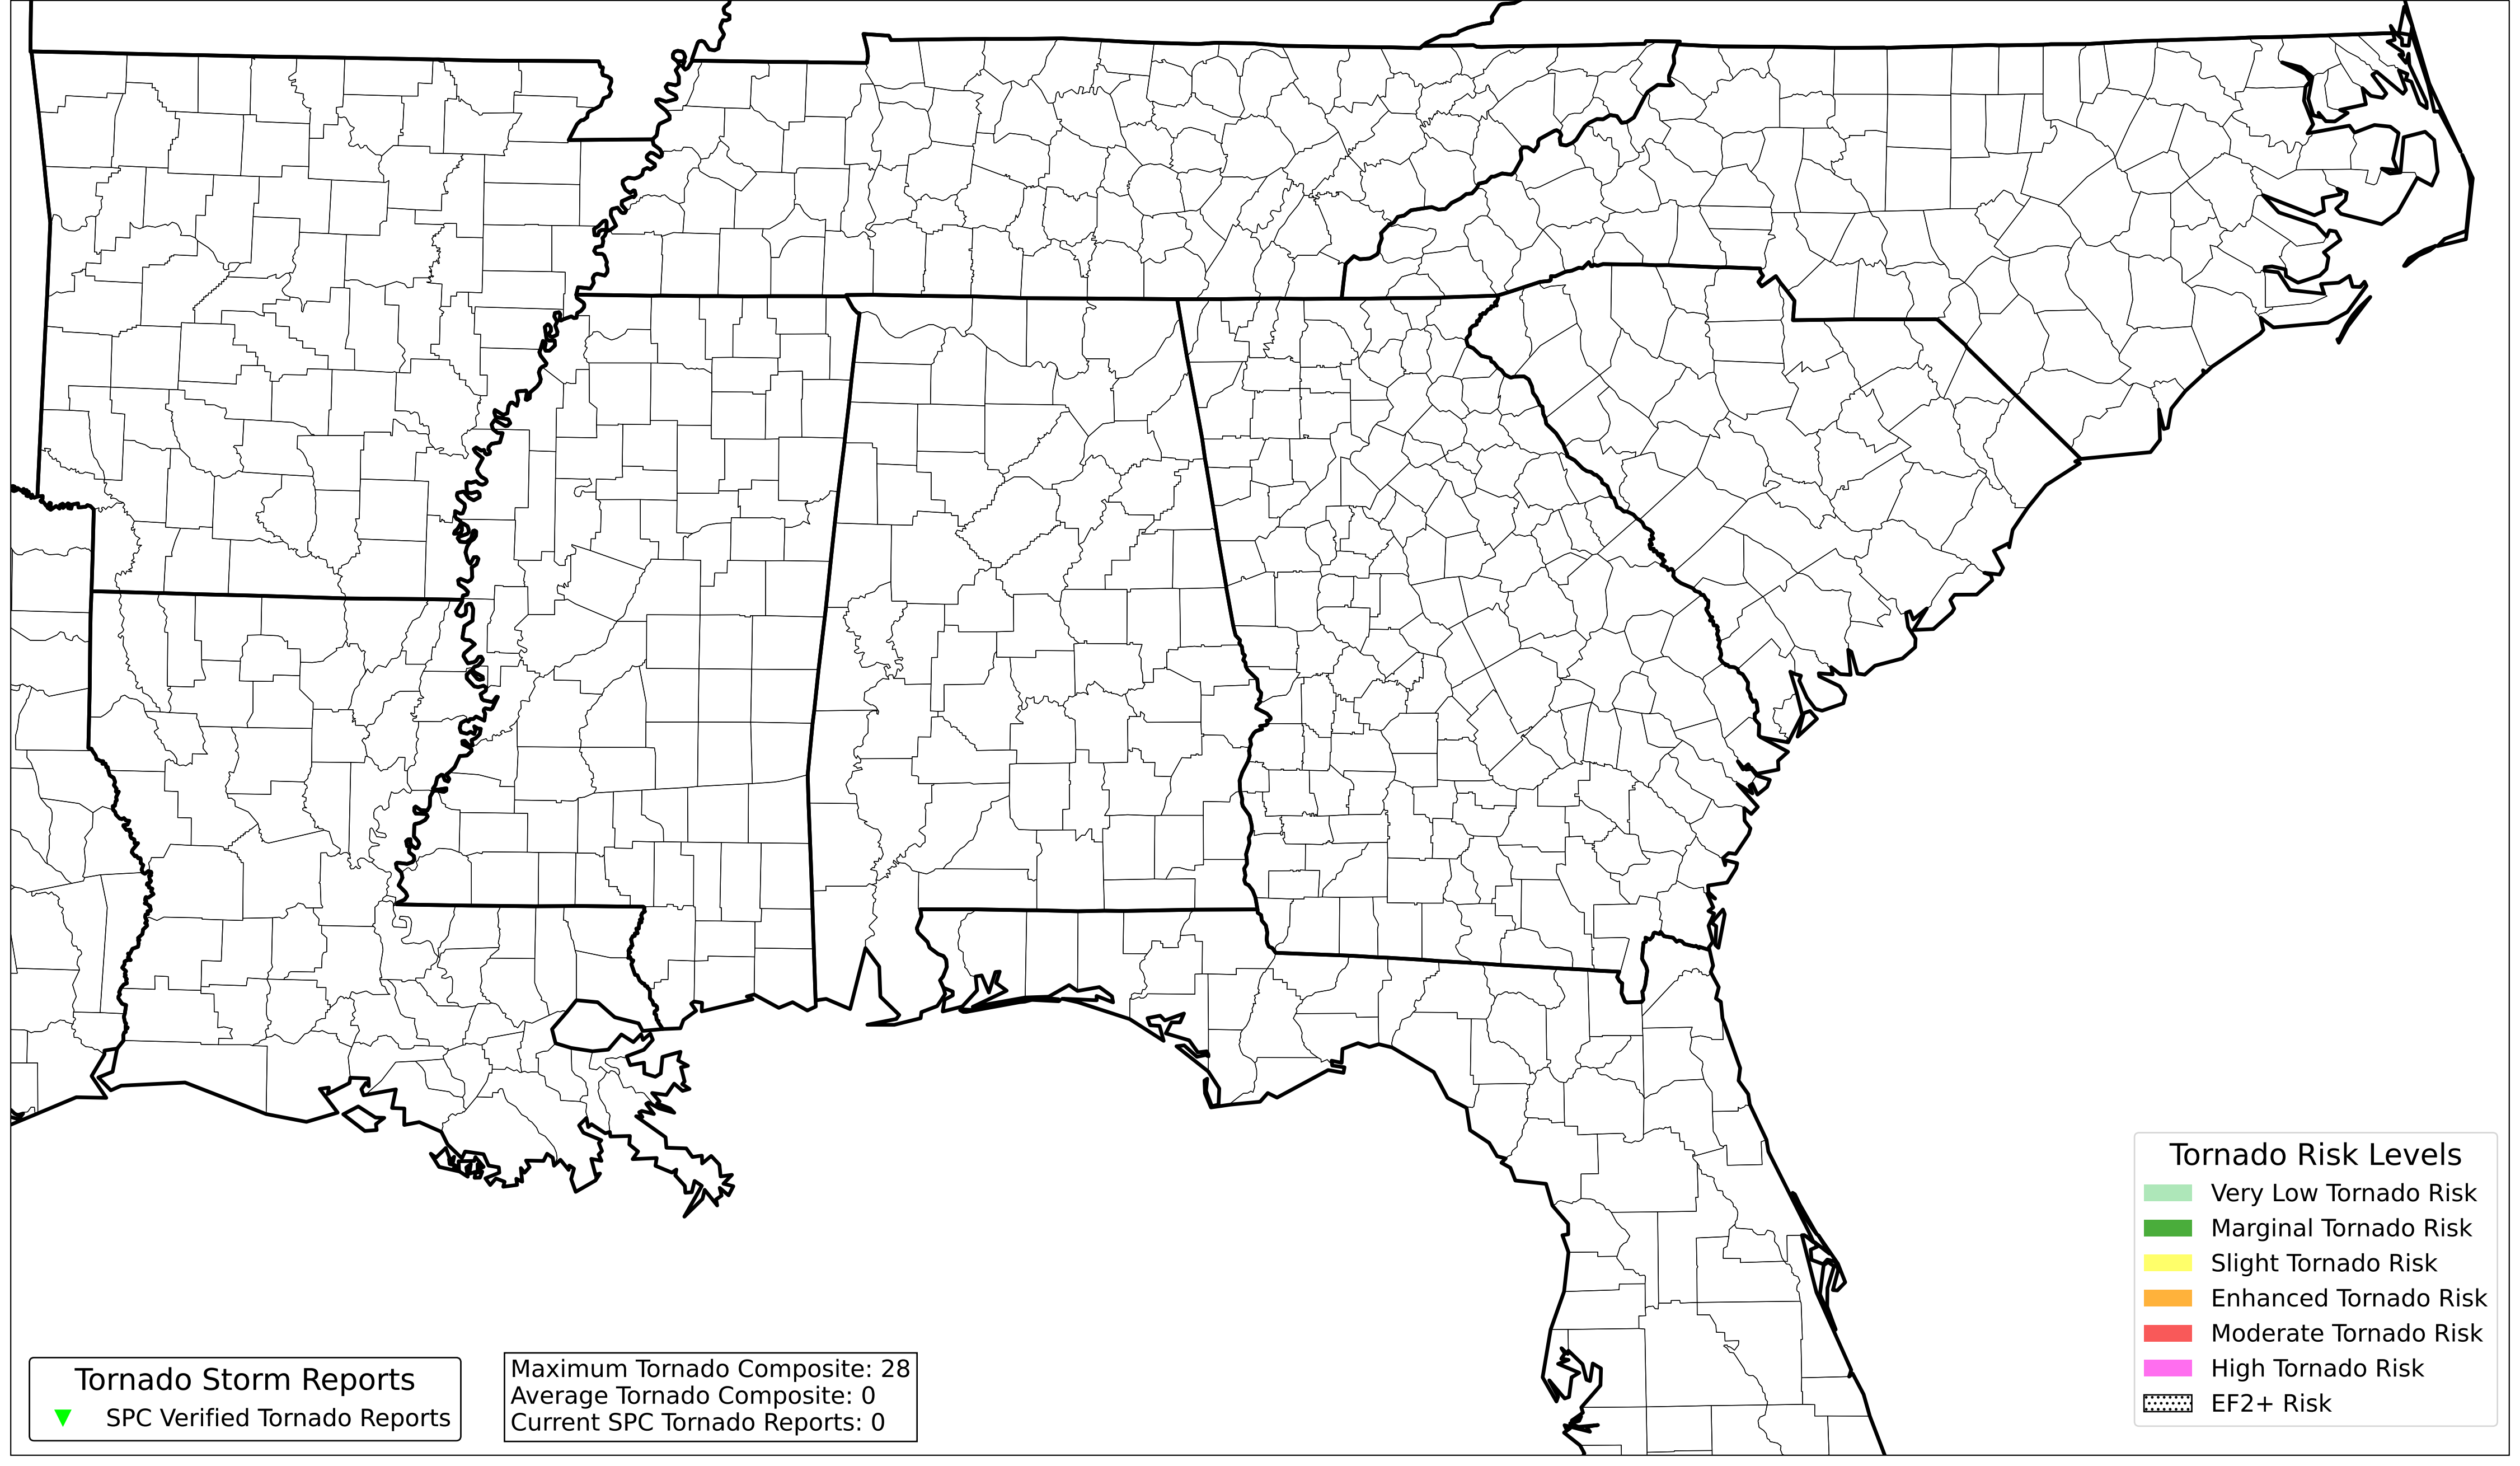 Tornado Risk Levels
Very Low Tornado Risk
Marginal Tornado Risk
Slight Tornado Risk
Enhanced Tornado Risk
Moderate Tornado Risk
High Tornado Risk
EF2+ Risk
Tornado Storm Reports
SPC Verified Tornado Reports
Maximum Tornado Composite: 28
Average Tornado Composite: 0
Current SPC Tornado Reports: 0